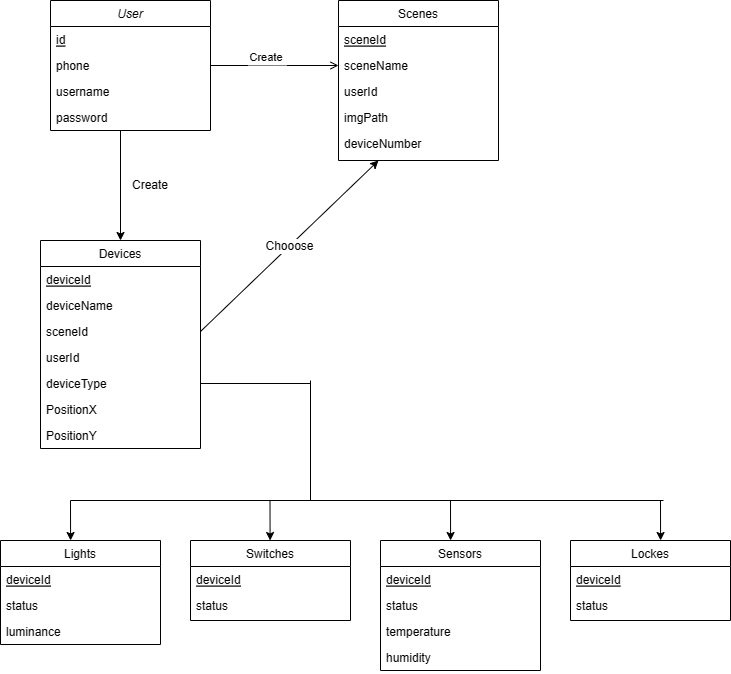 User
id
phone
username
password
Create
Scenes
sceneId
sceneName
userId
imgPath
deviceNumber
Create
Chooose
Devices
deviceId
deviceName
sceneId
userId
deviceType
PositionX
PositionY
Lights
deviceId
status
luminance
Switches
deviceId
status
Sensors
deviceId
status
temperature
humidity
Lockes
deviceId
status